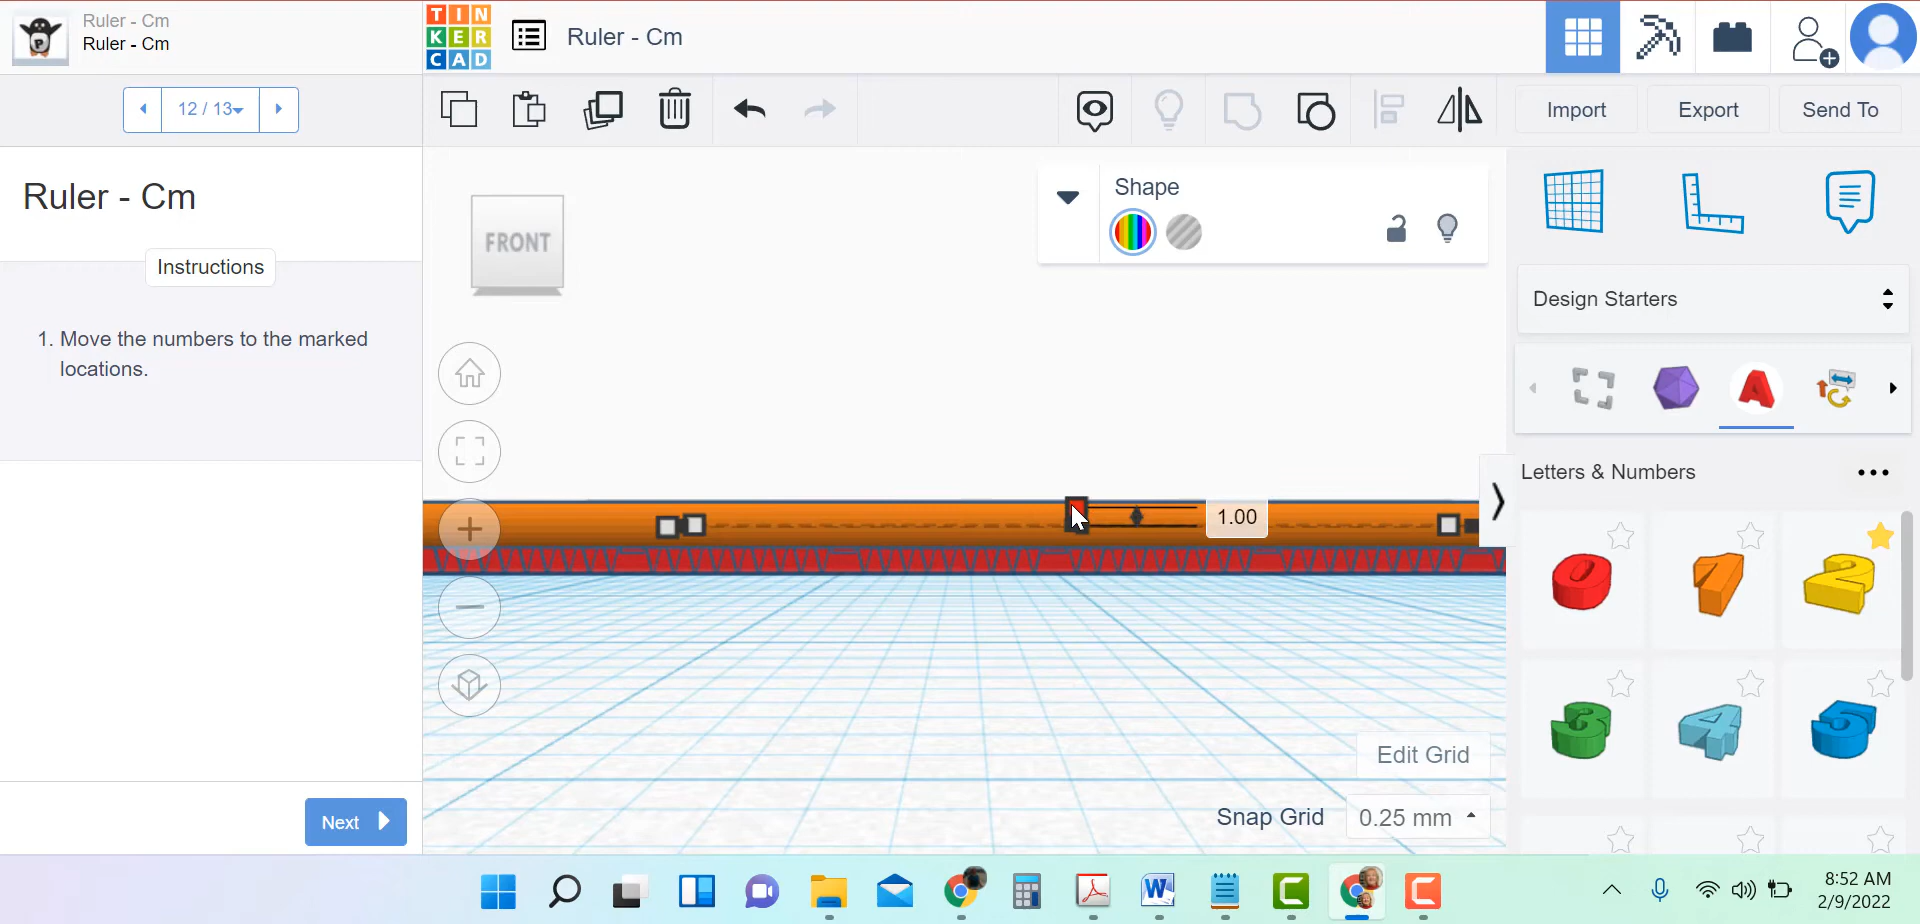 Ruler - Cm
Ruler - Cm
TIN
KER
CAD
Ruler - Cm
12 / 13
Import
Export
Send To
Ruler - Cm
Instructions
1. Move the numbers to the marked
locations.
Next
FRONT
Shape
1.00
Edit Grid
Snap Grid
0.25 mm
Design Starters
Letters & Numbers
8:52 AM
2/9/2022